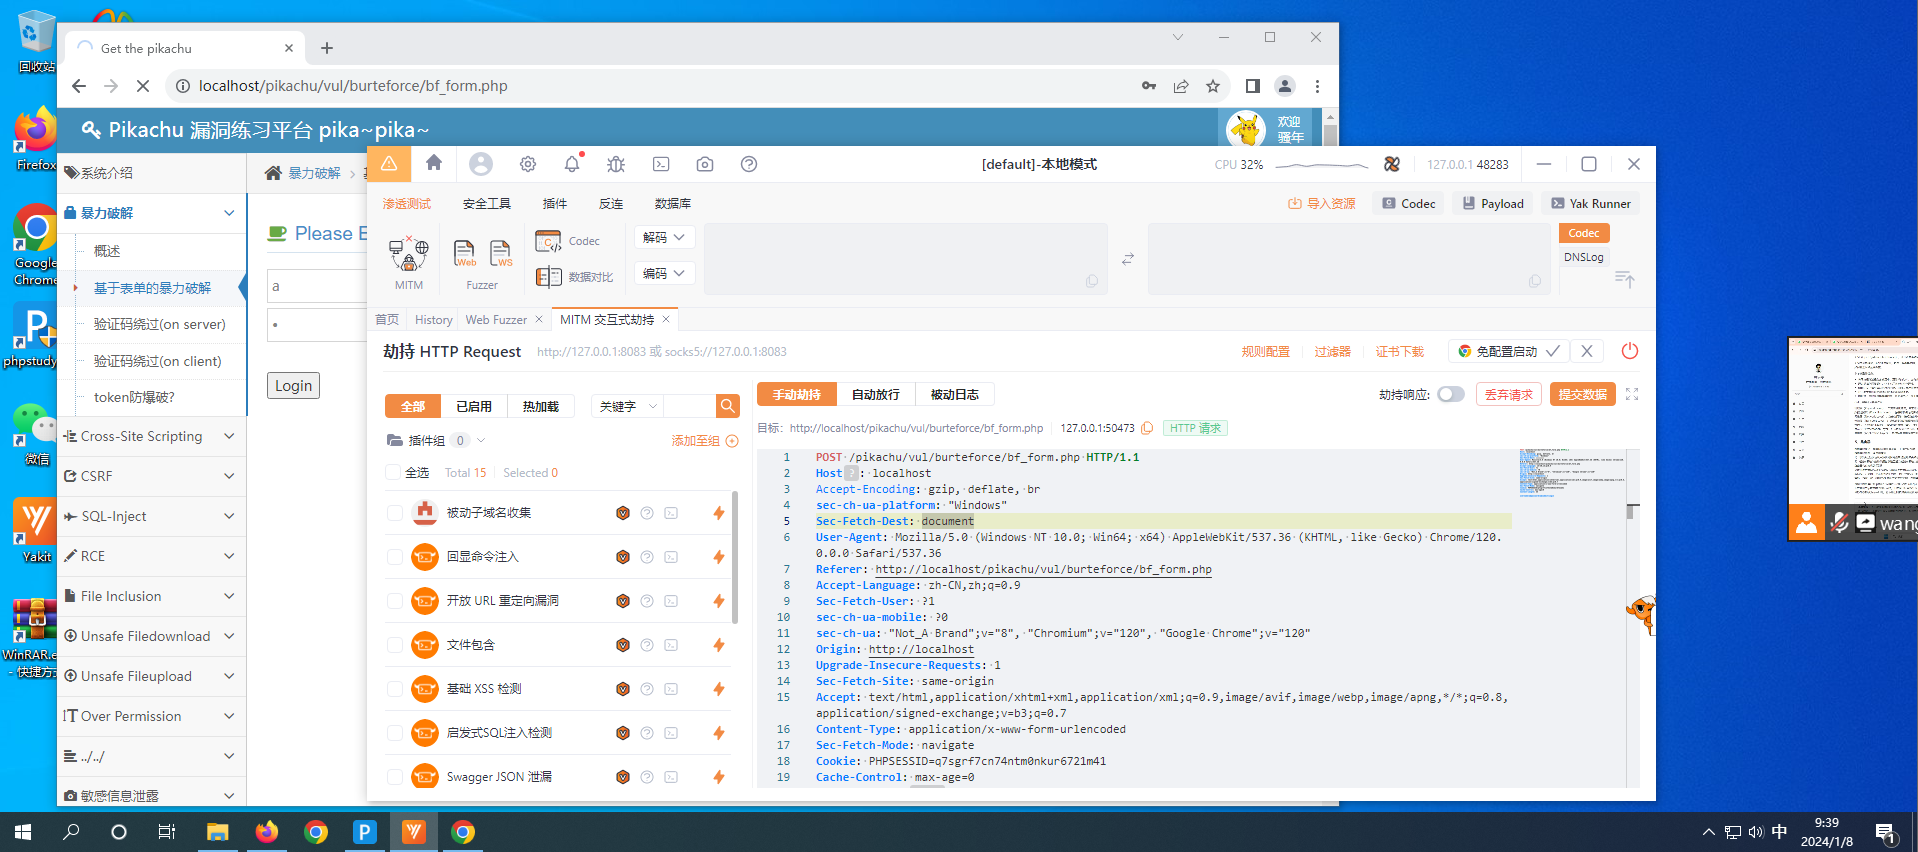 回收站
Firefox
Google
Chrome
phpstudy
微信
Yakit
WinRAR.e
- 快捷方式
Get the pikachu
localhost/pikachu/vul/burteforce/bf_form.php
Pikachu 漏洞练习平台 pika~pika~
欢迎
骚年
系统介绍
暴力破解
概述
基于表单的暴力破解
验证码绕过(on server)
验证码绕过(on client)
token防爆破?
Cross-Site Scripting
CSRF
SQL-Inject
RCE
File Inclusion
Unsafe Filedownload
Unsafe Fileupload
Over Permission
../../
敏感信息泄露
暴力破解
Please E
a
•
Login
[default]-本地模式
CPU 32%
127.0.0.1 48283
渗透测试 安全工具 插件 反连 数据库
导入资源 Codec Payload Yak Runner
MITM
Web WS
Fuzzer
Codec
数据对比
解码
编码
Codec
DNSLog
首页 History Web Fuzzer MITM 交互式劫持
劫持 HTTP Request http://127.0.0.1:8083 或 socks5://127.0.0.1:8083
规则配置 过滤器 证书下载 免配置启动
全部 已启用 热加载 关键字
插件组 0 添加至组
全选 Total 15 Selected 0
被动子域名收集
回显命令注入
开放 URL 重定向漏洞
文件包含
基础 XSS 检测
启发式SQL注入检测
Swagger JSON 泄漏
手动劫持 自动放行 被动日志
劫持响应: 丢弃请求 提交数据
目标: http://localhost/pikachu/vul/burteforce/bf_form.php 127.0.0.1:50473 HTTP 请求
1 POST /pikachu/vul/burteforce/bf_form.php HTTP/1.1
2 Host ? : localhost
3 Accept-Encoding: gzip, deflate, br
4 sec-ch-ua-platform: "Windows"
5 Sec-Fetch-Dest: document
6 User-Agent: Mozilla/5.0 (Windows NT 10.0; Win64; x64) AppleWebKit/537.36 (KHTML, like Gecko) Chrome/120.
0.0.0 Safari/537.36
7 Referer: http://localhost/pikachu/vul/burteforce/bf_form.php
8 Accept-Language: zh-CN,zh;q=0.9
9 Sec-Fetch-User: ?1
10 sec-ch-ua-mobile: ?0
11 sec-ch-ua: "Not_A Brand";v="8", "Chromium";v="120", "Google Chrome";v="120"
12 Origin: http://localhost
13 Upgrade-Insecure-Requests: 1
14 Sec-Fetch-Site: same-origin
15 Accept: text/html,application/xhtml+xml,application/xml;q=0.9,image/avif,image/webp,image/apng,*/*;q=0.8,
application/signed-exchange;v=b3;q=0.7
16 Content-Type: application/x-www-form-urlencoded
17 Sec-Fetch-Mode: navigate
18 Cookie: PHPSESSID=q7sgrf7cn74ntm0nkur6721m41
19 Cache-Control: max-age=0
wang
中
9:39
2024/1/8
1